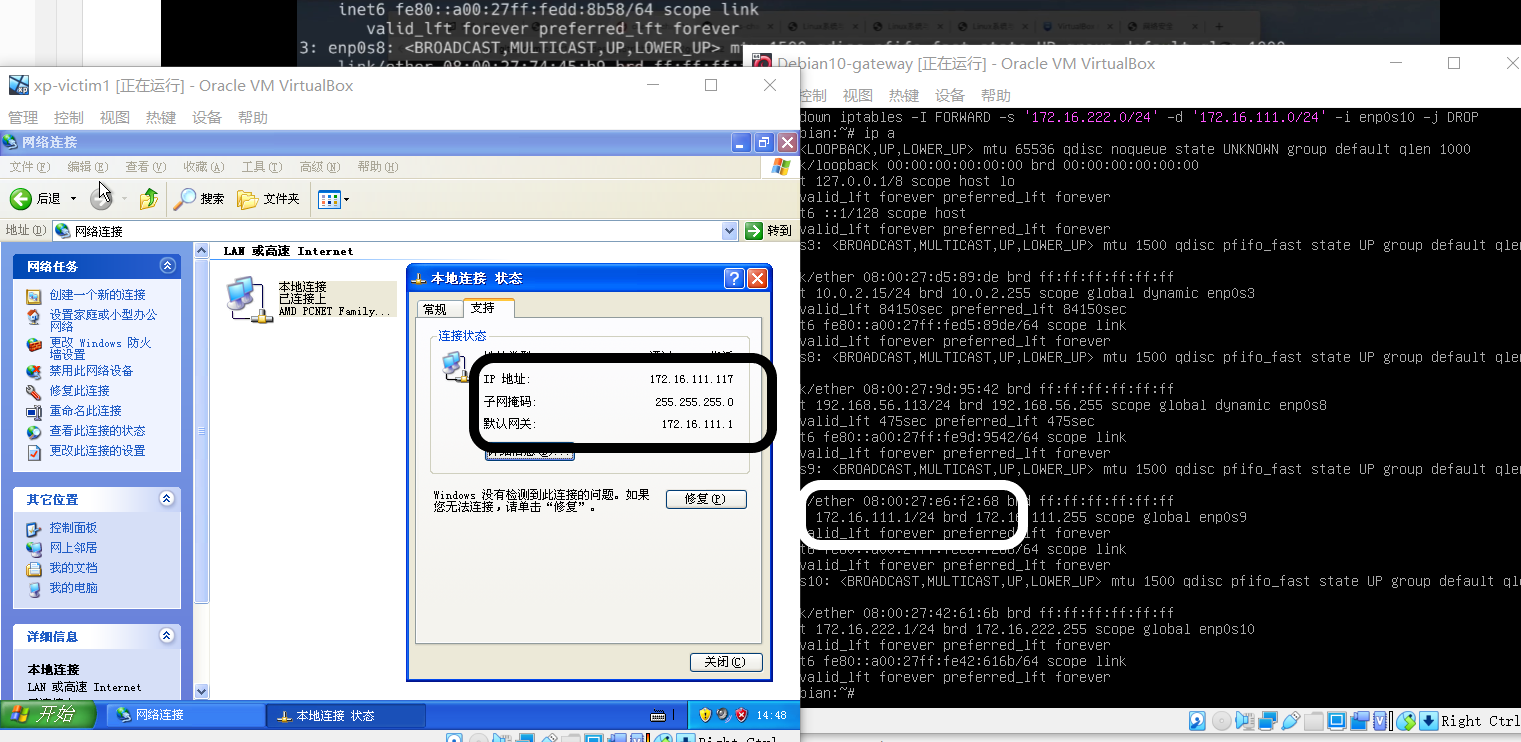 inet6 fe80::a00:27ff:fedd:8b58/64 scope link
valid_lft forever preferred_lft forever
3: enp0s8: <BROADCAST,MULTICAST,UP,LOWER_UP>
link/ether 08:00:27:74:45:b9 brd ff:ff:ff:
xp-victim1 [正在运行] - Oracle VM VirtualBox
管理 控制 视图 热键 设备 帮助
网络连接
文件(F) 编辑(E) 查看(V) 收藏(A) 工具(T) 高级(N) 帮助(H)
后退 搜索 文件夹
地址(D) 网络连接 转到
网络任务
创建一个新的连接
设置家庭或小型办公
网络
更改 Windows 防火
墙设置
禁用此网络设备
修复此连接
重命名此连接
查看此连接的状态
更改此连接的设置
其它位置
控制面板
网上邻居
我的文档
我的电脑
详细信息
本地连接
LAN 或高速 Internet
LAN 或高速 Internet
本地连接
已连接上
AMD PCNET Family...
本地连接 状态
常规 支持
连接状态
IP 地址: 172.16.111.117
子网掩码: 255.255.255.0
默认网关: 172.16.111.1
Windows 没有检测到此连接的问题。如果
您无法连接，请单击“修复”。
修复(P)
关闭(C)
开始 网络连接 本地连接 状态 14:48
Right Ctrl
Debian10-gateway [正在运行] - Oracle VM VirtualBox
控制 视图 热键 设备 帮助
down iptables -I FORWARD -s '172.16.222.0/24' -d '172.16.111.0/24' -i enp0s10 -j DROP
bian:~# ip a
<LOOPBACK,UP,LOWER_UP> mtu 65536 qdisc noqueue state UNKNOWN group default qlen 1000
k/loopback 00:00:00:00:00:00 brd 00:00:00:00:00:00
t 127.0.0.1/8 scope host lo
valid_lft forever preferred_lft forever
t6 ::1/128 scope host
valid_lft forever preferred_lft forever
s3: <BROADCAST,MULTICAST,UP,LOWER_UP> mtu 1500 qdisc pfifo_fast state UP group default qlen
k/ether 08:00:27:d5:89:de brd ff:ff:ff:ff:ff:ff
t 10.0.2.15/24 brd 10.0.2.255 scope global dynamic enp0s3
valid_lft 84150sec preferred_lft 84150sec
t6 fe80::a00:27ff:fed5:89de/64 scope link
valid_lft forever preferred_lft forever
s8: <BROADCAST,MULTICAST,UP,LOWER_UP> mtu 1500 qdisc pfifo_fast state UP group default qlen
k/ether 08:00:27:9d:95:42 brd ff:ff:ff:ff:ff:ff
t 192.168.56.113/24 brd 192.168.56.255 scope global dynamic enp0s8
valid_lft 475sec preferred_lft 475sec
t6 fe80::a00:27ff:fe9d:9542/64 scope link
valid_lft forever preferred_lft forever
s9: <BROADCAST,MULTICAST,UP,LOWER_UP> mtu 1500 qdisc pfifo_fast state UP group default qlen
/ether 08:00:27:e6:f2:68 brd ff:ff:ff:ff:ff:ff
172.16.111.1/24 brd 172.16.111.255 scope global enp0s9
valid_lft forever preferred_lft forever
/64 scope link
valid_lft forever preferred_lft forever
s10: <BROADCAST,MULTICAST,UP,LOWER_UP> mtu 1500 qdisc pfifo_fast state UP group default qle
k/ether 08:00:27:42:61:6b brd ff:ff:ff:ff:ff:ff
t 172.16.222.1/24 brd 172.16.222.255 scope global enp0s10
valid_lft forever preferred_lft forever
t6 fe80::a00:27ff:fe42:616b/64 scope link
valid_lft forever preferred_lft forever
bian:~#
Right Ctrl